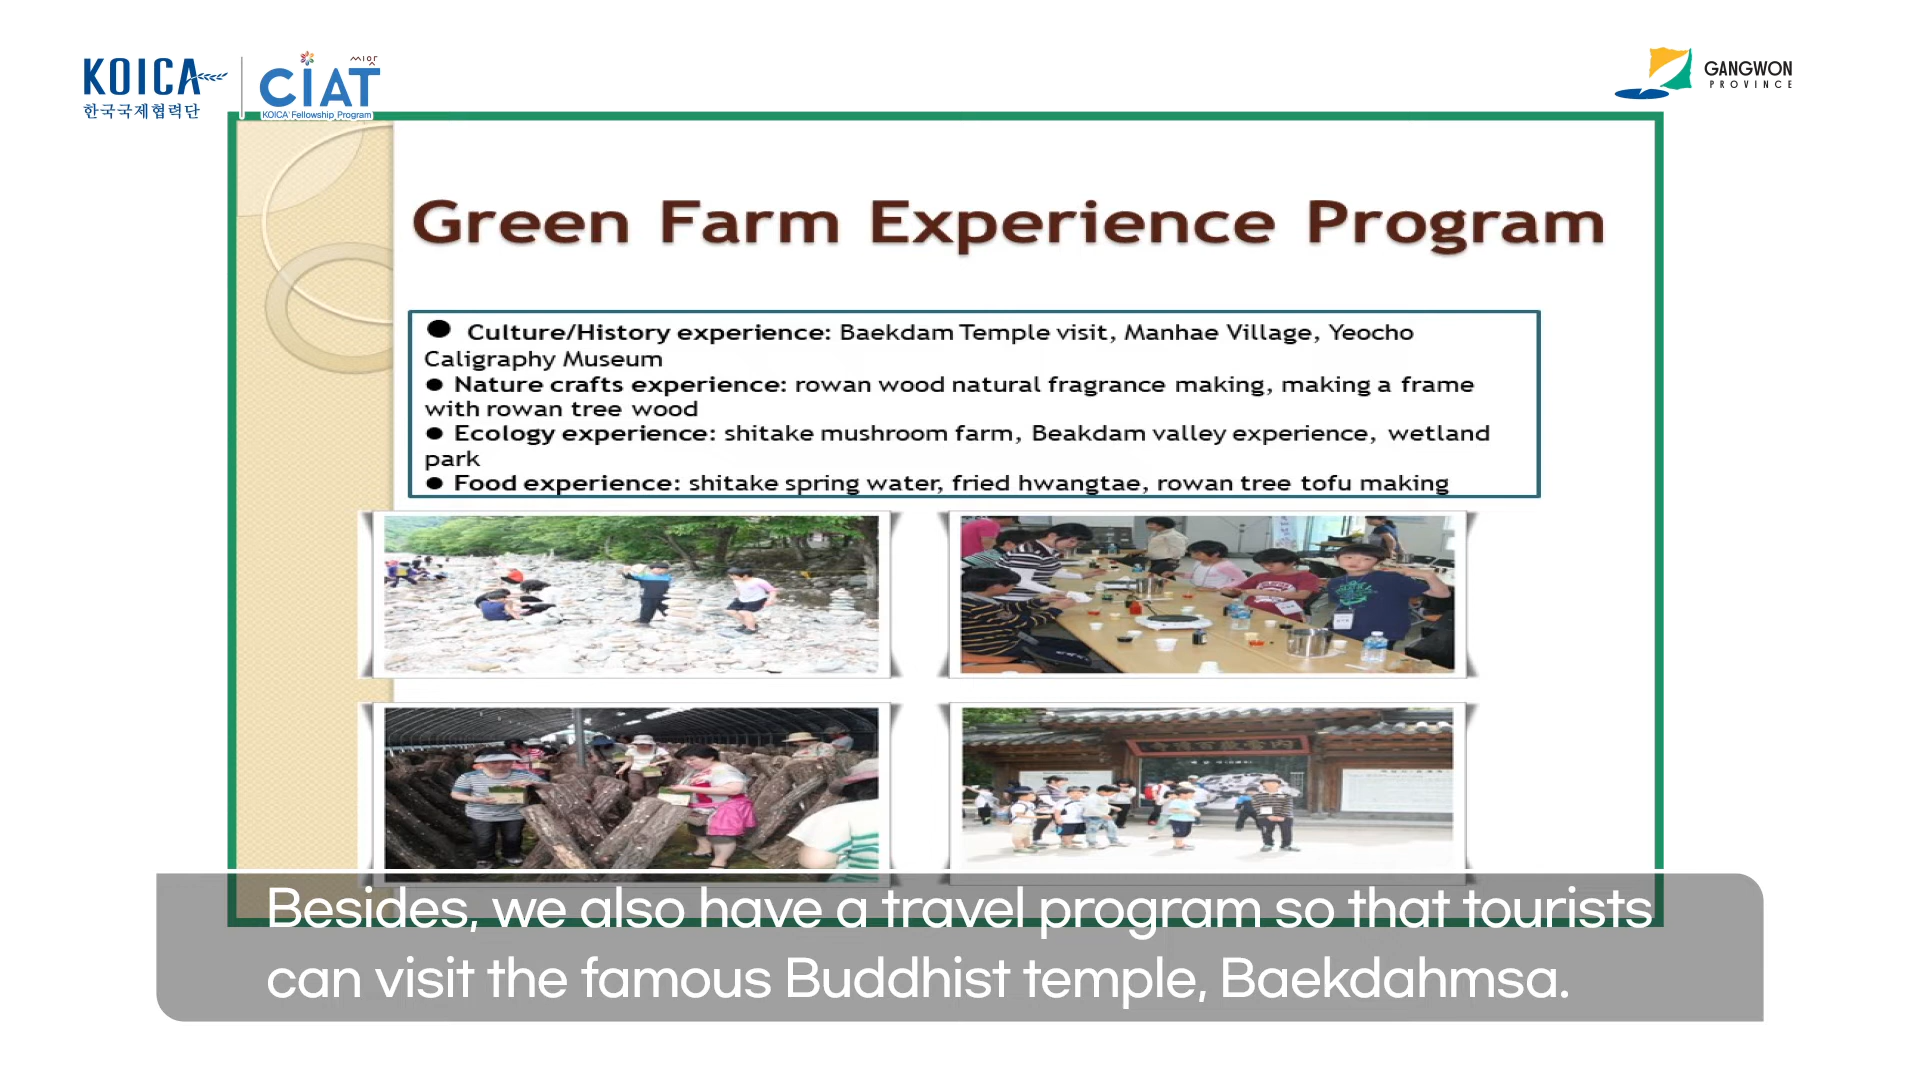 KOICA
한국국제협력단
CIAT
씨앗
KOICA Fellowship Program
GANGWON
PROVINCE
Green Farm Experience Program
● Culture/History experience: Baekdam Temple visit, Manhae Village, Yeocho
Caligraphy Museum
● Nature crafts experience: rowan wood natural fragrance making, making a frame
with rowan tree wood
● Ecology experience: shitake mushroom farm, Beakdam valley experience, wetland
park
● Food experience: shitake spring water, fried hwangtae, rowan tree tofu making
Besides, we also have a travel program so that tourists
can visit the famous Buddhist temple, Baekdahmsa.